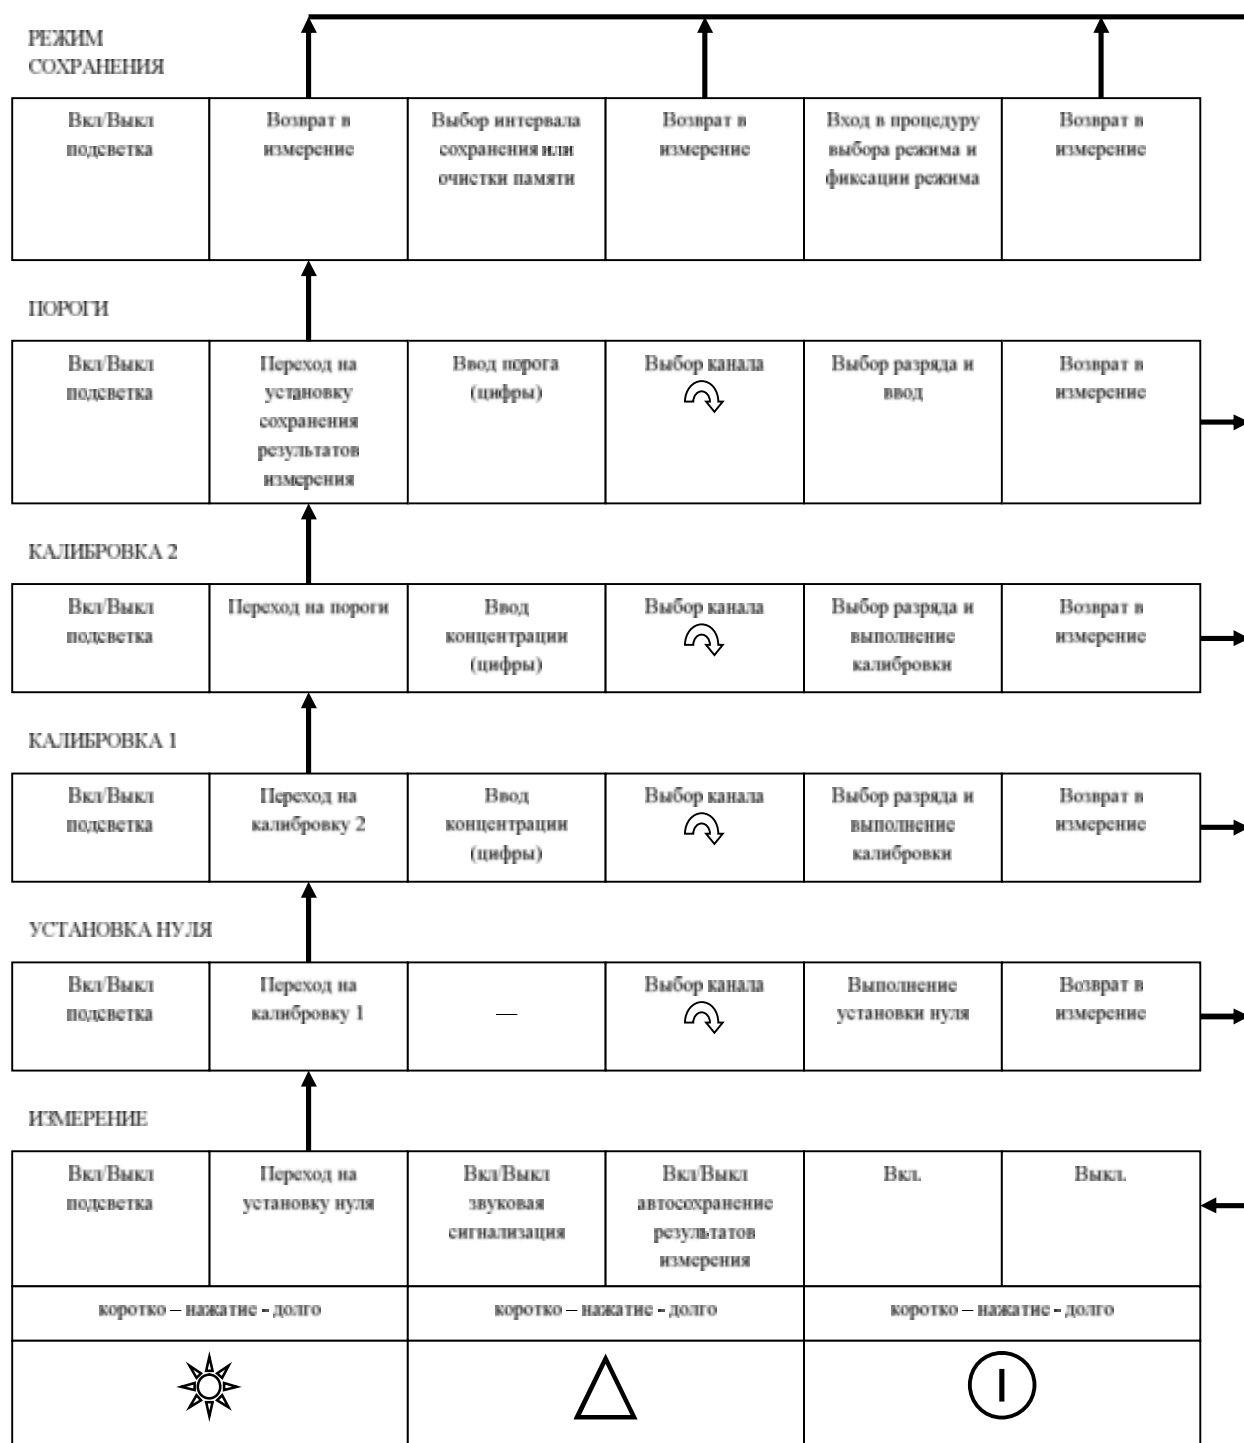 РЕЖИМ
СОХРАНЕНИЯ
Вкл/Выкл
подсветка
Возврат в
измерение
Выбор интервала
сохранения или
очистки памяти
Возврат в
измерение
Вход в процедуру
выбора режима и
фиксации режима
Возврат в
измерение
ПОРОГИ
Вкл/Выкл
подсветка
Переход на
установку
сохранения
результатов
измерения
Ввод порога
(цифры)
Выбор канала
Выбор разряда и
ввод
Возврат в
измерение
КАЛИБРОВКА 2
Вкл/Выкл
подсветка
Переход на пороги
Ввод
концентрации
(цифры)
Выбор канала
Выбор разряда и
выполнение
калибровки
Возврат в
измерение
КАЛИБРОВКА 1
Вкл/Выкл
подсветка
Переход на
калибровку 2
Ввод
концентрации
(цифры)
Выбор канала
Выбор разряда и
выполнение
калибровки
Возврат в
измерение
УСТАНОВКА НУЛЯ
Вкл/Выкл
подсветка
Переход на
калибровку 1
—
Выбор канала
Выполнение
установки нуля
Возврат в
измерение
ИЗМЕРЕНИЕ
Вкл/Выкл
подсветка
Переход на
установку нуля
Вкл/Выкл
звуковая
сигнализация
Вкл/Выкл
автосохранение
результатов
измерения
Вкл.
Выкл.
коротко – нажатие - долго
коротко – нажатие - долго
коротко – нажатие - долго